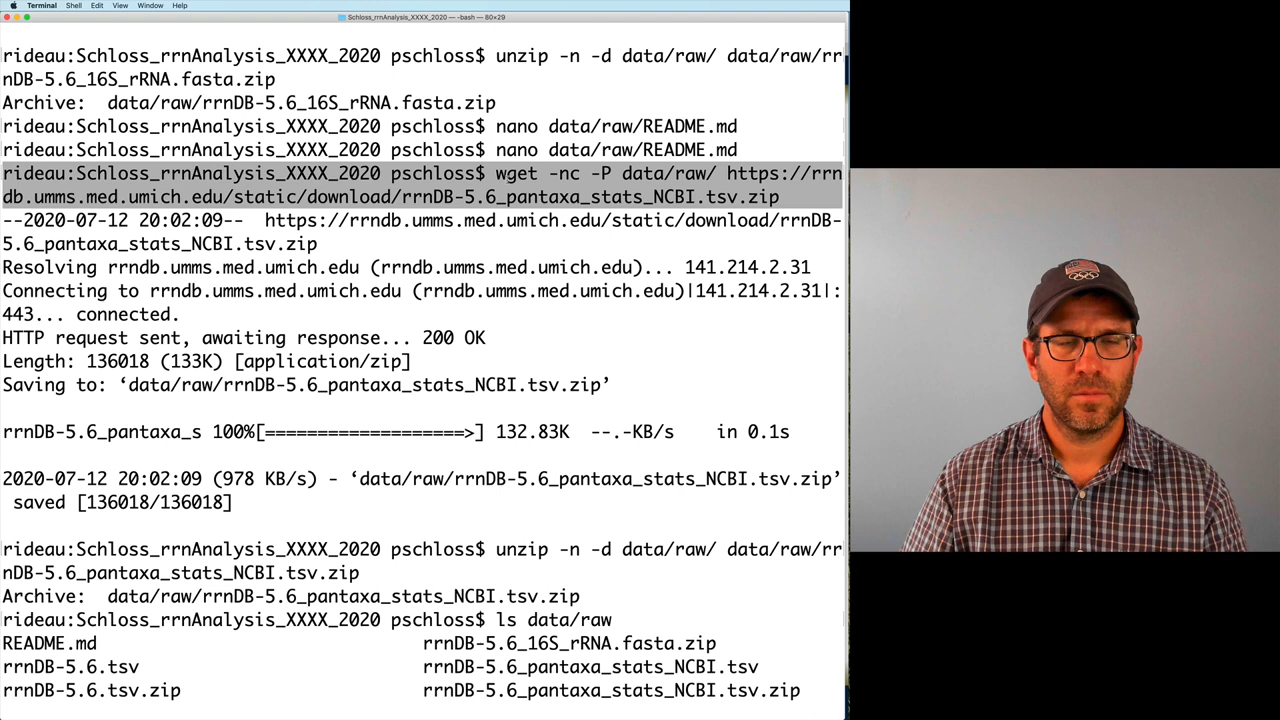 Terminal Shell Edit View Window Help
Schloss_rrnAnalysis_XXXX_2020 — -bash — 80×29
rideau:Schloss_rrnAnalysis_XXXX_2020 pschloss$ unzip -n -d data/raw/ data/raw/rr
nDB-5.6_16S_rRNA.fasta.zip
Archive:  data/raw/rrnDB-5.6_16S_rRNA.fasta.zip
rideau:Schloss_rrnAnalysis_XXXX_2020 pschloss$ nano data/raw/README.md
rideau:Schloss_rrnAnalysis_XXXX_2020 pschloss$ nano data/raw/README.md
rideau:Schloss_rrnAnalysis_XXXX_2020 pschloss$ wget -nc -P data/raw/ https://rrn
db.umms.med.umich.edu/static/download/rrnDB-5.6_pantaxa_stats_NCBI.tsv.zip
--2020-07-12 20:02:09--  https://rrndb.umms.med.umich.edu/static/download/rrnDB-
5.6_pantaxa_stats_NCBI.tsv.zip
Resolving rrndb.umms.med.umich.edu (rrndb.umms.med.umich.edu)... 141.214.2.31
Connecting to rrndb.umms.med.umich.edu (rrndb.umms.med.umich.edu)|141.214.2.31|:
443... connected.
HTTP request sent, awaiting response... 200 OK
Length: 136018 (133K) [application/zip]
Saving to: ‘data/raw/rrnDB-5.6_pantaxa_stats_NCBI.tsv.zip’
rrnDB-5.6_pantaxa_s 100%[===================>] 132.83K  --.-KB/s    in 0.1s
2020-07-12 20:02:09 (978 KB/s) - ‘data/raw/rrnDB-5.6_pantaxa_stats_NCBI.tsv.zip’
saved [136018/136018]
rideau:Schloss_rrnAnalysis_XXXX_2020 pschloss$ unzip -n -d data/raw/ data/raw/rr
nDB-5.6_pantaxa_stats_NCBI.tsv.zip
Archive:  data/raw/rrnDB-5.6_pantaxa_stats_NCBI.tsv.zip
rideau:Schloss_rrnAnalysis_XXXX_2020 pschloss$ ls data/raw
README.md rrnDB-5.6_16S_rRNA.fasta.zip
rrnDB-5.6.tsv rrnDB-5.6_pantaxa_stats_NCBI.tsv
rrnDB-5.6.tsv.zip rrnDB-5.6_pantaxa_stats_NCBI.tsv.zip